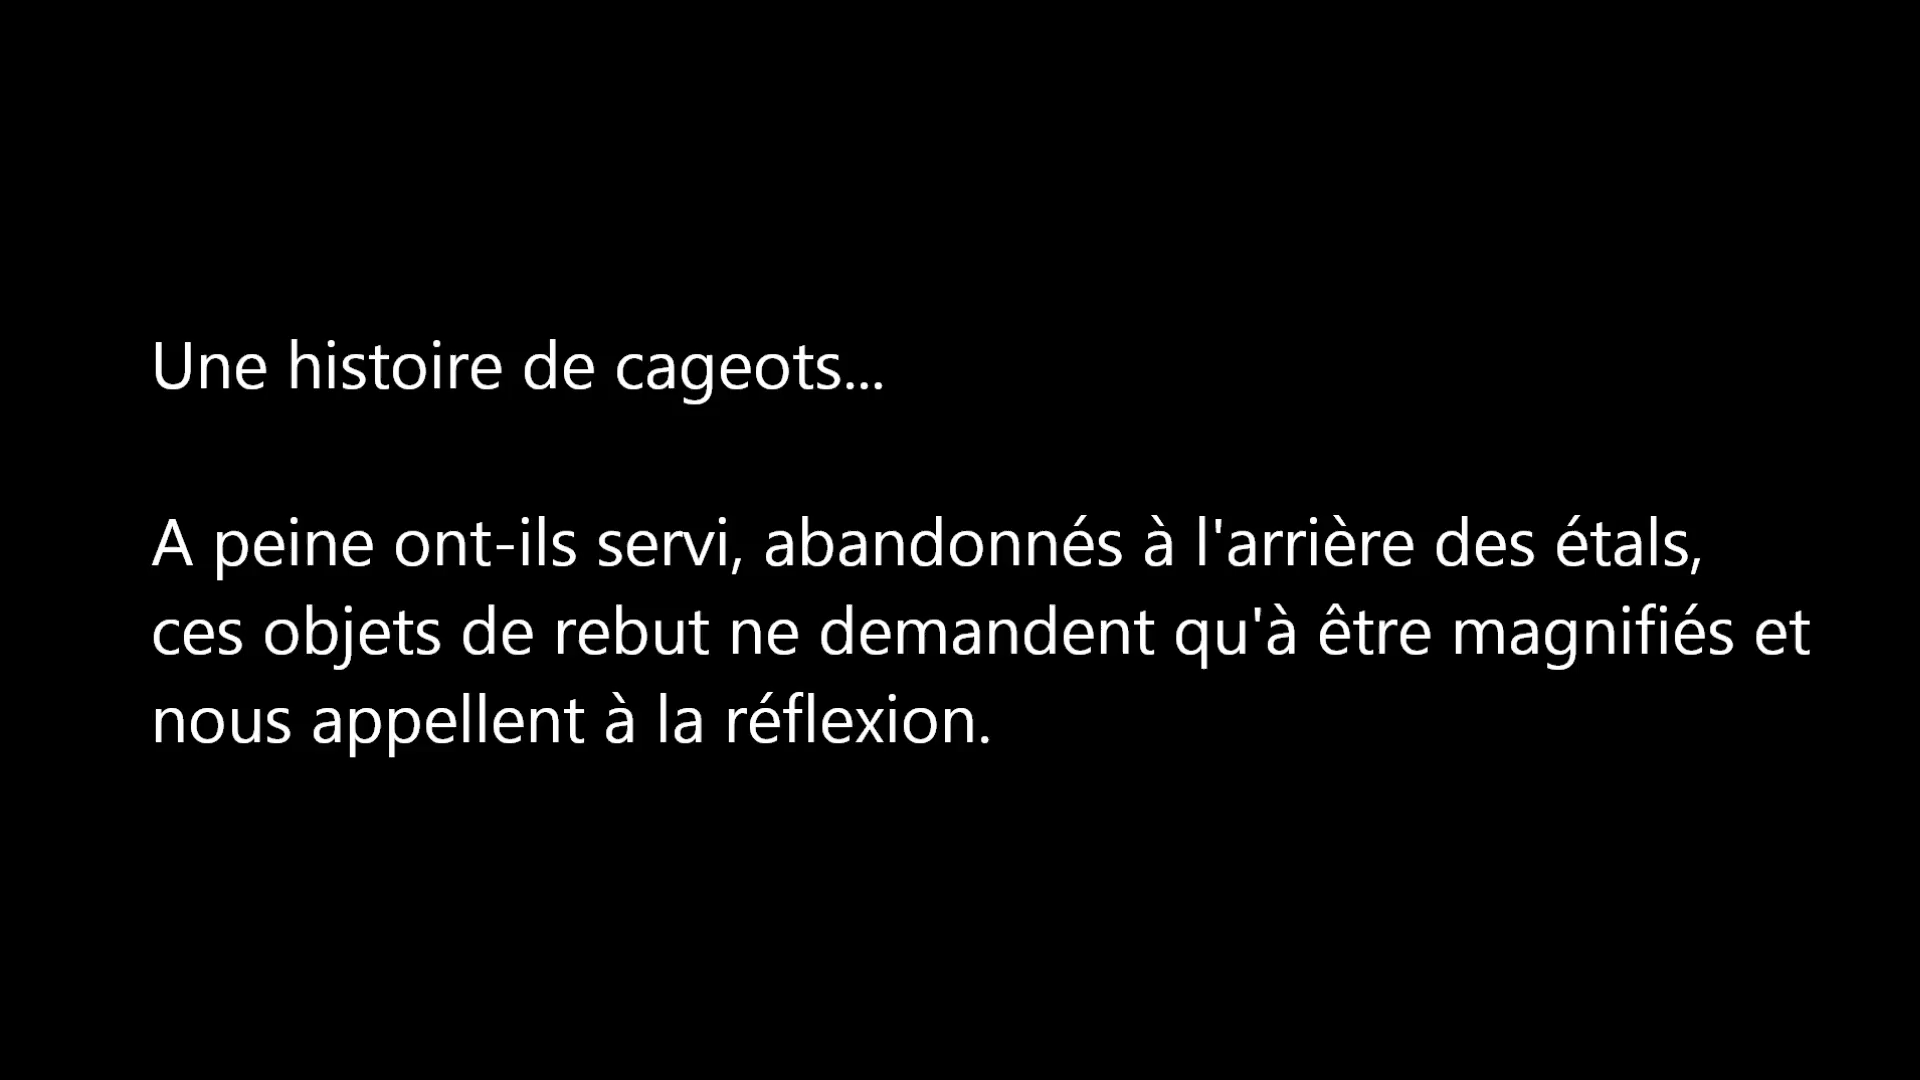 Une histoire de cageots...
A peine ont-ils servi, abandonnés à l'arrière des étals,
ces objets de rebut ne demandent qu'à être magnifiés et
nous appellent à la réflexion.